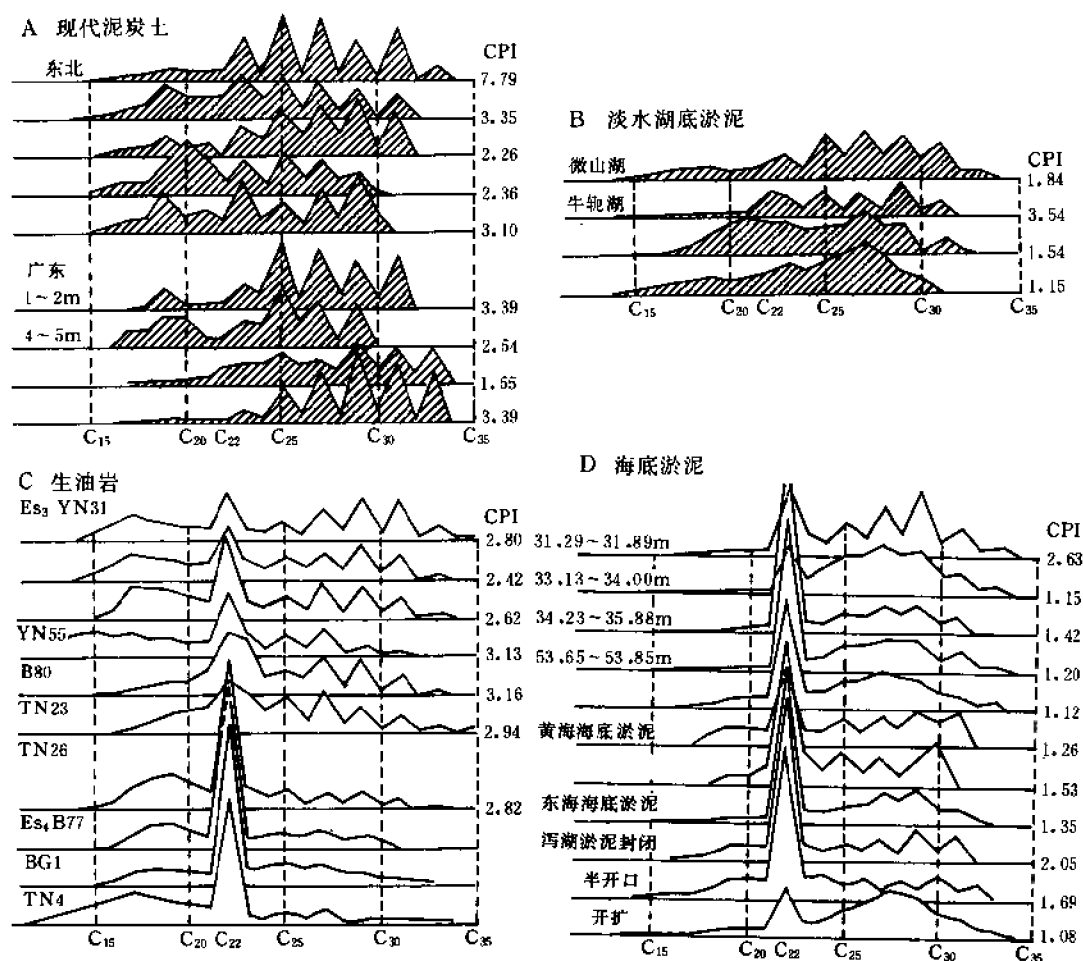 A 现代泥炭土
东北
CPI
7.79
3.35
2.26
2.36
3.10
广东
1~2m
3.39
4~5m
2.54
1.65
3.39
C15 C20 C22 C25 C30 C35
B 淡水湖底淤泥
微山湖
CPI
1.84
牛轭湖
3.54
1.54
1.15
C15 C20 C22 C25 C30 C35
C 生油岩
Es3 YN31
CPI
2.80
2.42
2.62
YN55
3.13
B80
3.16
TN23
2.94
TN26
2.82
Es4 B77
BG1
TN4
C15 C20 C22 C25 C30 C35
D 海底淤泥
CPI
31.29~31.89m
2.63
33.13~34.00m
1.15
34.23~35.88m
1.42
53.65~53.85m
1.20
1.12
黄海海底淤泥
1.26
1.53
东海海底淤泥
1.35
泻湖淤泥封闭
2.05
半开口
1.69
开扩
1.08
C15 C20 C22 C25 C30 C35